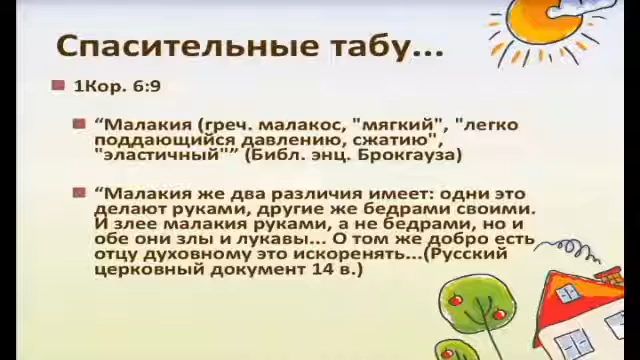 Спасительные табу...
1Кор. 6:9
“Малакия (греч. малакос, "мягкий", "легко
поддающийся давлению, сжатию",
"эластичный"” (Библ. энц. Брокгауза)
“Малакия же два различия имеет: одни это
делают руками, другие же бедрами своими.
И злее малакия руками, а не бедрами, но и
обе они злы и лукавы... О том же добро есть
отцу духовному это искоренять...(Русский
церковный документ 14 в.)